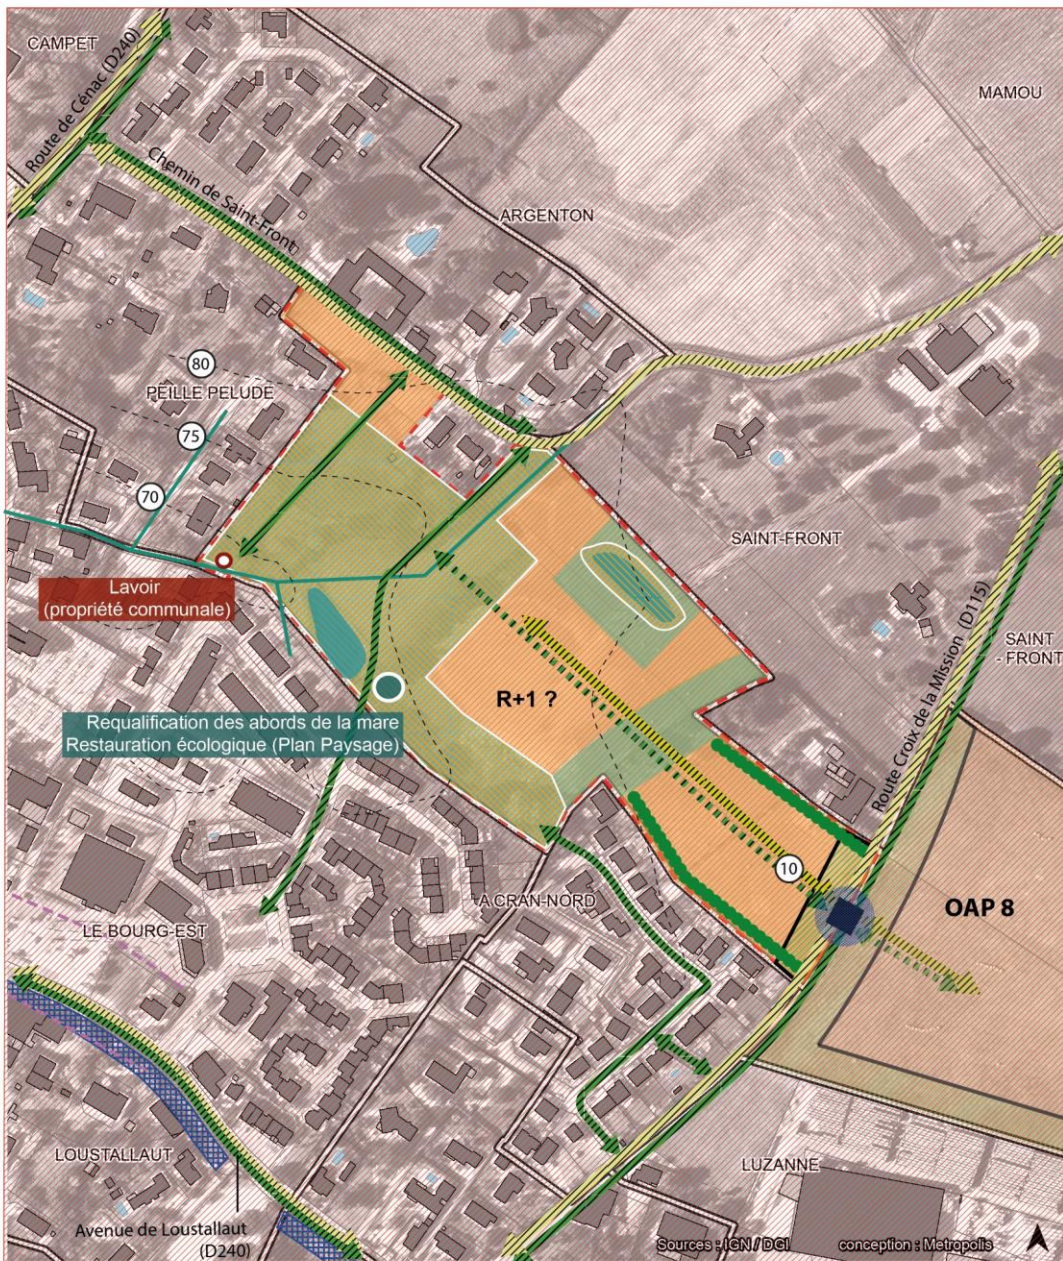 CAMPET
Route de Cénac (D240)
MAMOU
Chemin de Saint-Front
ARGENTON
80
PEILLE PELUDE
75
70
SAINT-FRONT
Lavoir
(propriété communale)
Route Croix de la Mission (D115)
SAINT
- FRONT
R+1 ?
Requalification des abords de la mare
Restauration écologique (Plan Paysage)
10
A CRAN-NORD
OAP 8
LE BOURG-EST
LOUSTALLAUT
LUZANNE
Avenue de Loustallaut
(D240)
Sources : IGN / DGI conception : Metropolis